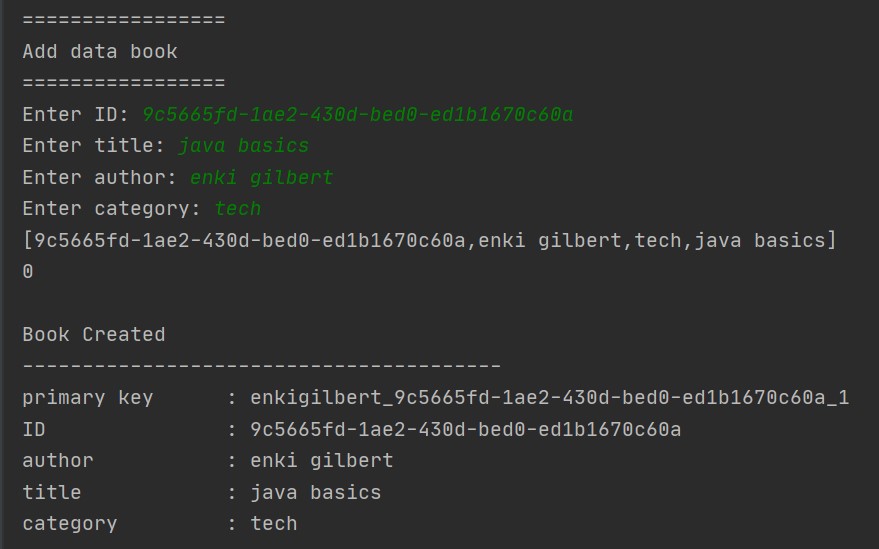 =================
Add data book
=================
Enter ID: 9c5665fd-1ae2-430d-bed0-ed1b1670c60a
Enter title: java basics
Enter author: enki gilbert
Enter category: tech
[9c5665fd-1ae2-430d-bed0-ed1b1670c60a,enki gilbert,tech,java basics]
0
Book Created
----------------------------------------
primary key      : enkigilbert_9c5665fd-1ae2-430d-bed0-ed1b1670c60a_1
ID               : 9c5665fd-1ae2-430d-bed0-ed1b1670c60a
author           : enki gilbert
title            : java basics
category         : tech